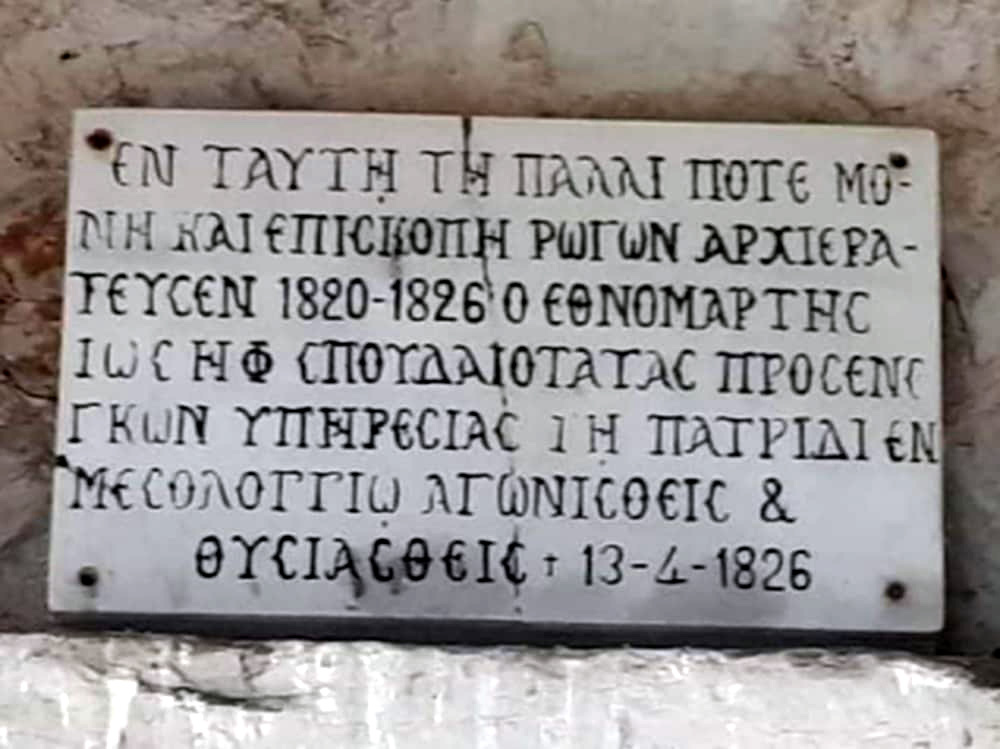 ΕΝ ΤΑΥΤΗ ΤΗ ΠΑΛΑΙ ΠΟΤΕ ΜΟ-
ΝΗ ΚΑΙ ΕΠΙϹΚΟΠΗ ΡΩΓΩΝ ΑΡΧΙΕΡΑ-
ΤΕΥϹΕΝ 1820-1826 Ο ΕΘΝΟΜΑΡΤΗϹ
ΙΩϹΗΦ ϹΠΟΥΔΑΙΟΤΑΤΑϹ ΠΡΟϹΕΝϹ
ΓΚΩΝ ΥΠΗΡΕϹΙΑϹ ΤΗ ΠΑΤΡΙΔΙ ΕΝ
ΜΕϹΟΛΟΓΓΙΩ ΑΓΩΝΙϹΘΕΙϹ &
ΘΥϹΙΑϹΘΕΙϹ † 13-4-1826